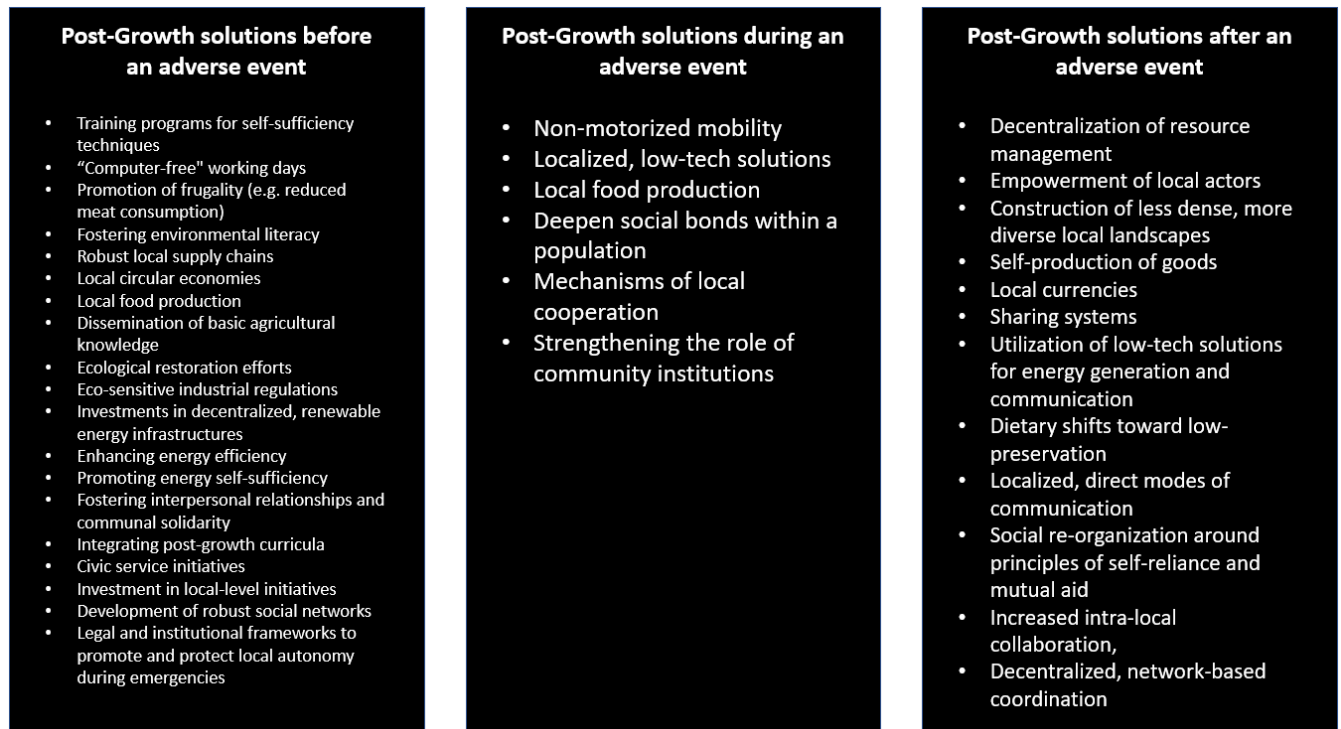 Post-Growth solutions before
an adverse event
• Training programs for self-sufficiency
techniques
• “Computer-free" working days
• Promotion of frugality (e.g. reduced
meat consumption)
• Fostering environmental literacy
• Robust local supply chains
• Local circular economies
• Local food production
• Dissemination of basic agricultural
knowledge
• Ecological restoration efforts
• Eco-sensitive industrial regulations
• Investments in decentralized, renewable
energy infrastructures
• Enhancing energy efficiency
• Promoting energy self-sufficiency
• Fostering interpersonal relationships and
communal solidarity
• Integrating post-growth curricula
• Civic service initiatives
• Investment in local-level initiatives
• Development of robust social networks
• Legal and institutional frameworks to
promote and protect local autonomy
during emergencies
Post-Growth solutions during an
adverse event
• Non-motorized mobility
• Localized, low-tech solutions
• Local food production
• Deepen social bonds within a
population
• Mechanisms of local
cooperation
• Strengthening the role of
community institutions
Post-Growth solutions after an
adverse event
• Decentralization of resource
management
• Empowerment of local actors
• Construction of less dense, more
diverse local landscapes
• Self-production of goods
• Local currencies
• Sharing systems
• Utilization of low-tech solutions
for energy generation and
communication
• Dietary shifts toward low-
preservation
• Localized, direct modes of
communication
• Social re-organization around
principles of self-reliance and
mutual aid
• Increased intra-local
collaboration,
• Decentralized, network-based
coordination